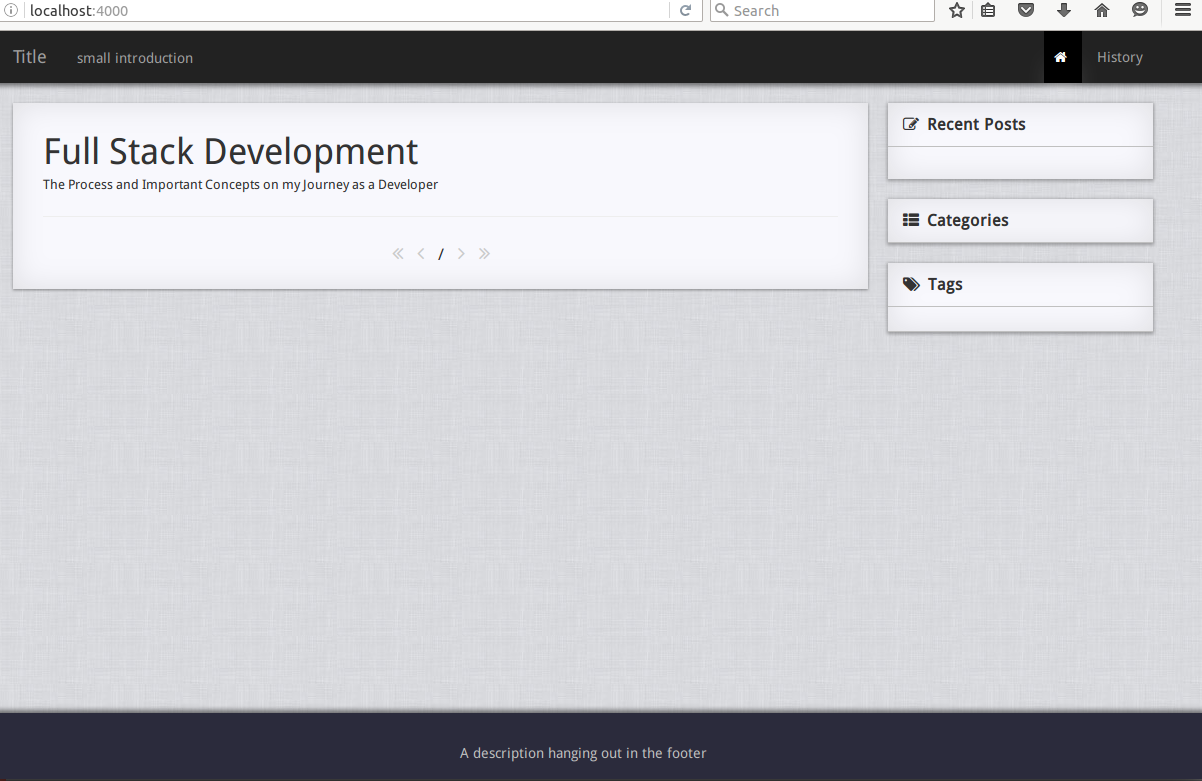 localhost:4000
Search
Title
small introduction
History
Full Stack Development
The Process and Important Concepts on my Journey as a Developer
/
Recent Posts
Categories
Tags
A description hanging out in the footer